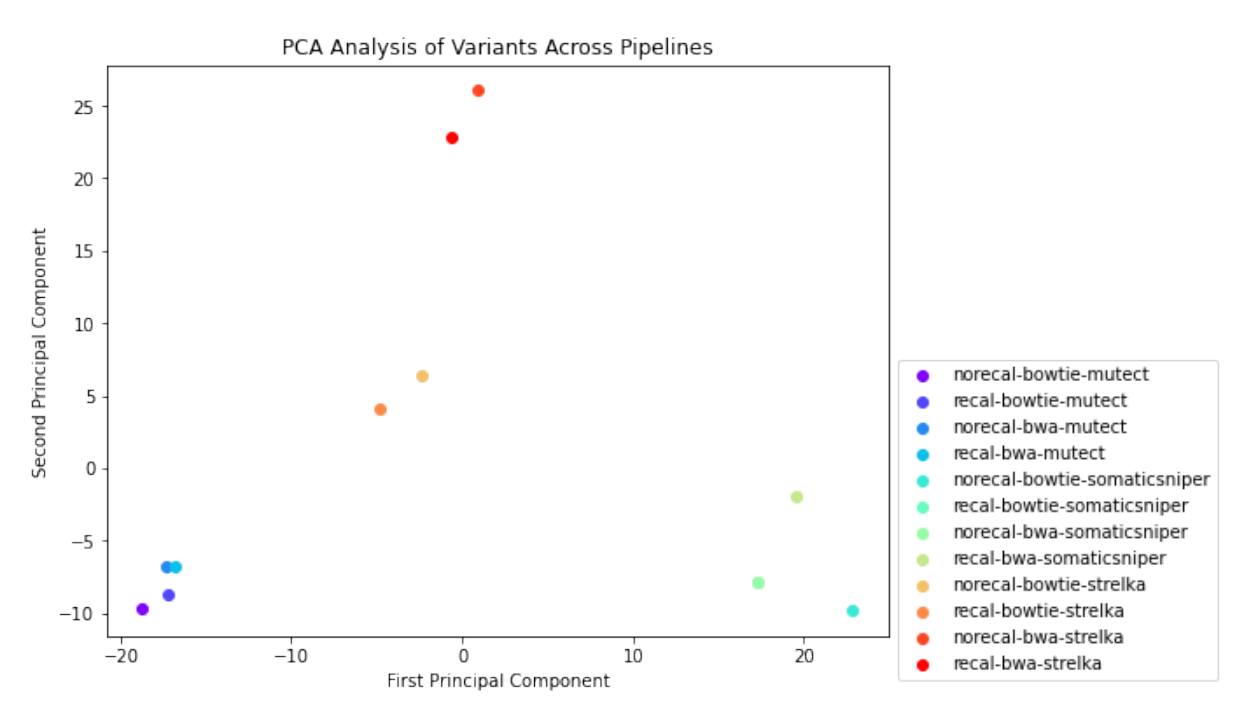 PCA Analysis of Variants Across Pipelines
Second Principal Component
25
20
15
10
5
0
−5
−10
−20
−10
0
10
20
First Principal Component
norecal-bowtie-mutect
recal-bowtie-mutect
norecal-bwa-mutect
recal-bwa-mutect
norecal-bowtie-somaticsniper
recal-bowtie-somaticsniper
norecal-bwa-somaticsniper
recal-bwa-somaticsniper
norecal-bowtie-strelka
recal-bowtie-strelka
norecal-bwa-strelka
recal-bwa-strelka